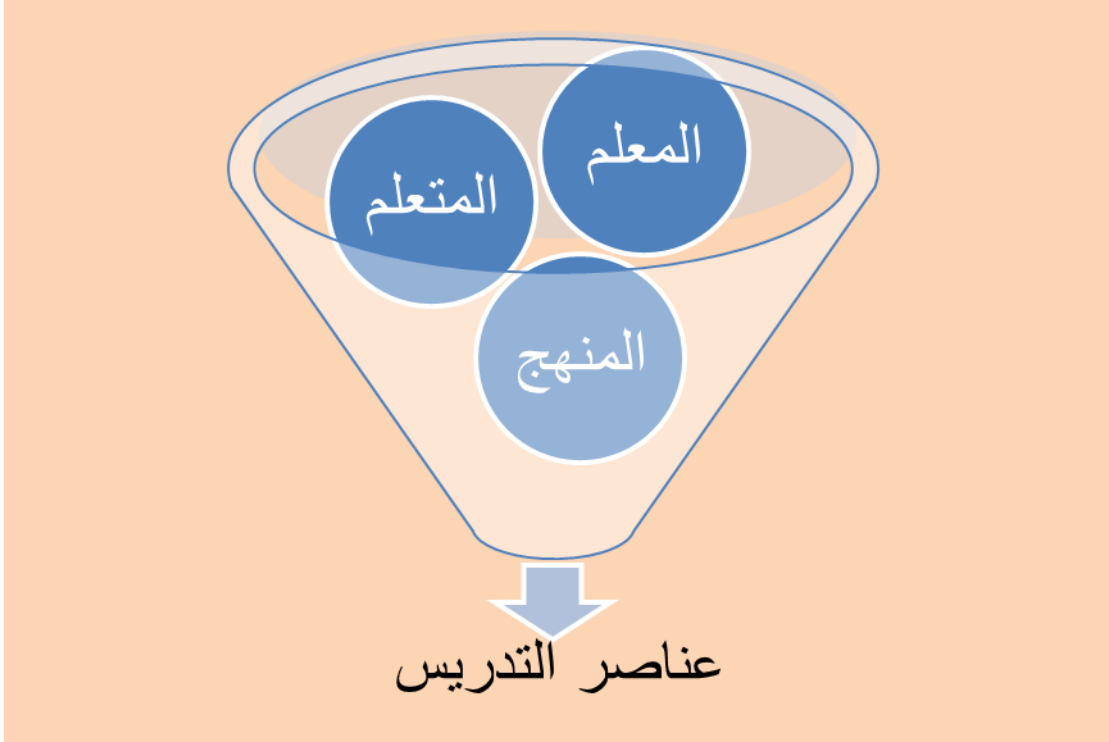 المعلم
المتعلم
المنهج
عناصر التدريس